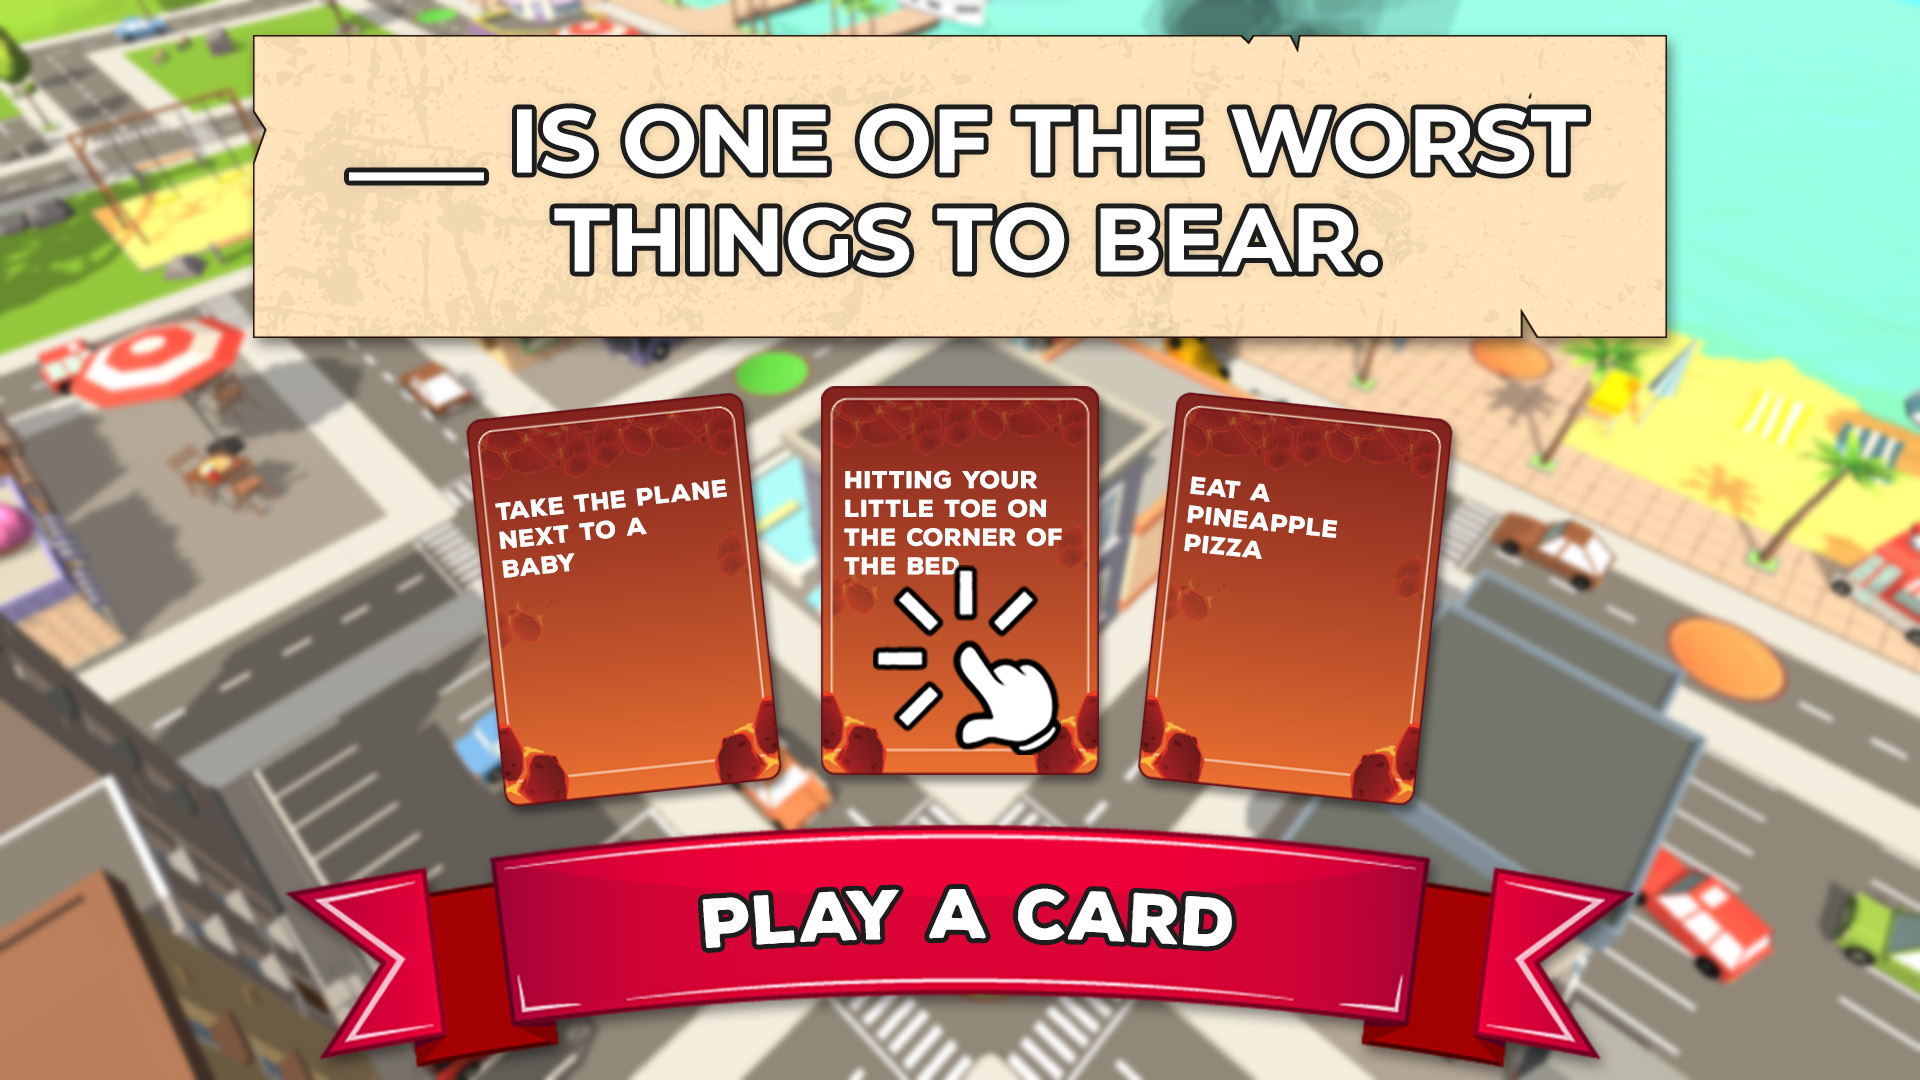 ___ IS ONE OF THE WORST
THINGS TO BEAR.
TAKE THE PLANE
NEXT TO A
BABY
HITTING YOUR
LITTLE TOE ON
THE CORNER OF
THE BED
EAT A
PINEAPPLE
PIZZA
PLAY A CARD